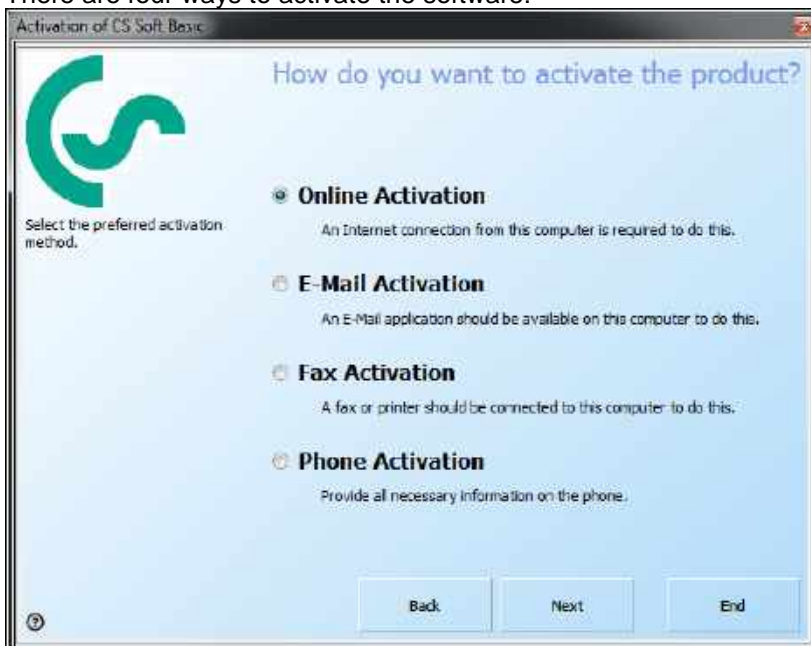 There are four ways to activate the software:
Activation of CS Soft Basic
How do you want to activate the product?
Select the preferred activation
method.
Online Activation
An Internet connection from this computer is required to do this.
E-Mail Activation
An E-Mail application should be available on this computer to do this.
Fax Activation
A fax or printer should be connected to this computer to do this.
Phone Activation
Provide all necessary information on the phone.
Back
Next
End